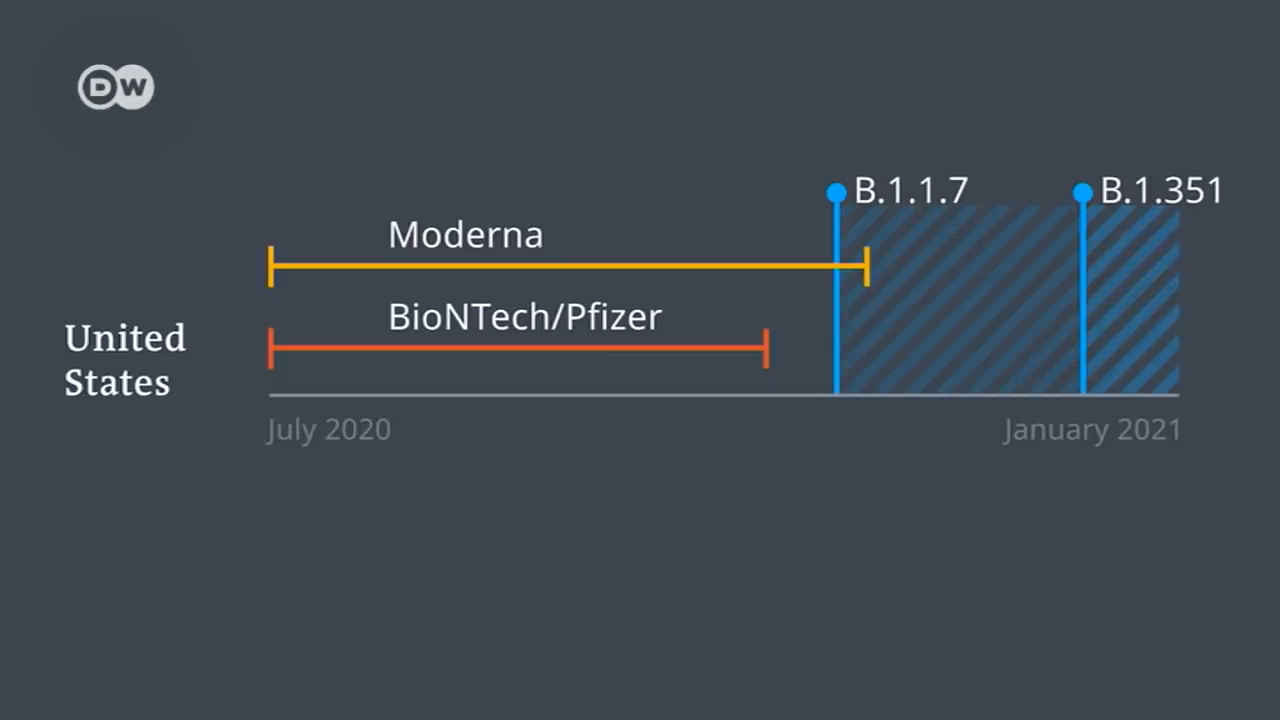 DW
B.1.1.7
B.1.351
Moderna
BioNTech/Pfizer
United
States
July 2020
January 2021